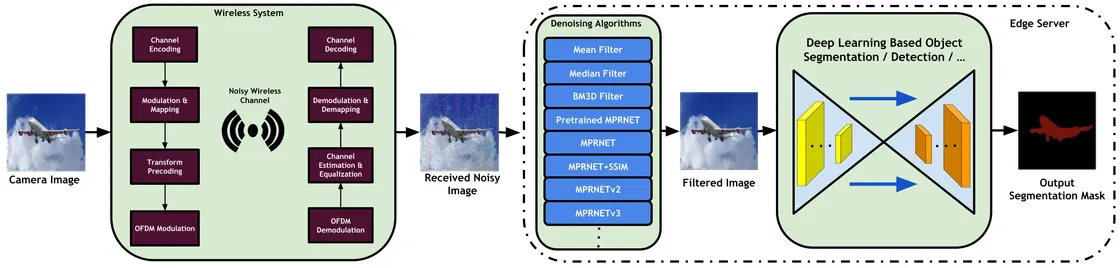 Wireless System
Channel
Encoding
Modulation &
Mapping
Transform
Precoding
OFDM Modulation
Noisy Wireless
Channel
Channel
Decoding
Demodulation &
Demapping
Channel
Estimation &
Equalization
OFDM
Demodulation
Camera Image
Received Noisy
Image
Denoising Algorithms
Mean Filter
Median Filter
BM3D Filter
Pretrained MPRNET
MPRNET
MPRNET+SSIM
MPRNETv2
MPRNETv3
Filtered Image
Edge Server
Deep Learning Based Object
Segmentation / Detection / ...
Output
Segmentation Mask